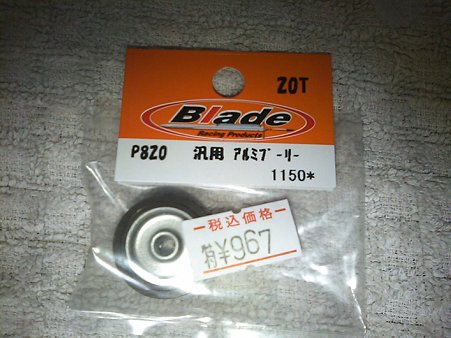 20T
Blade
Racing Products
P820 汎用 アルミプーリー
1150*
税込価格
¥967